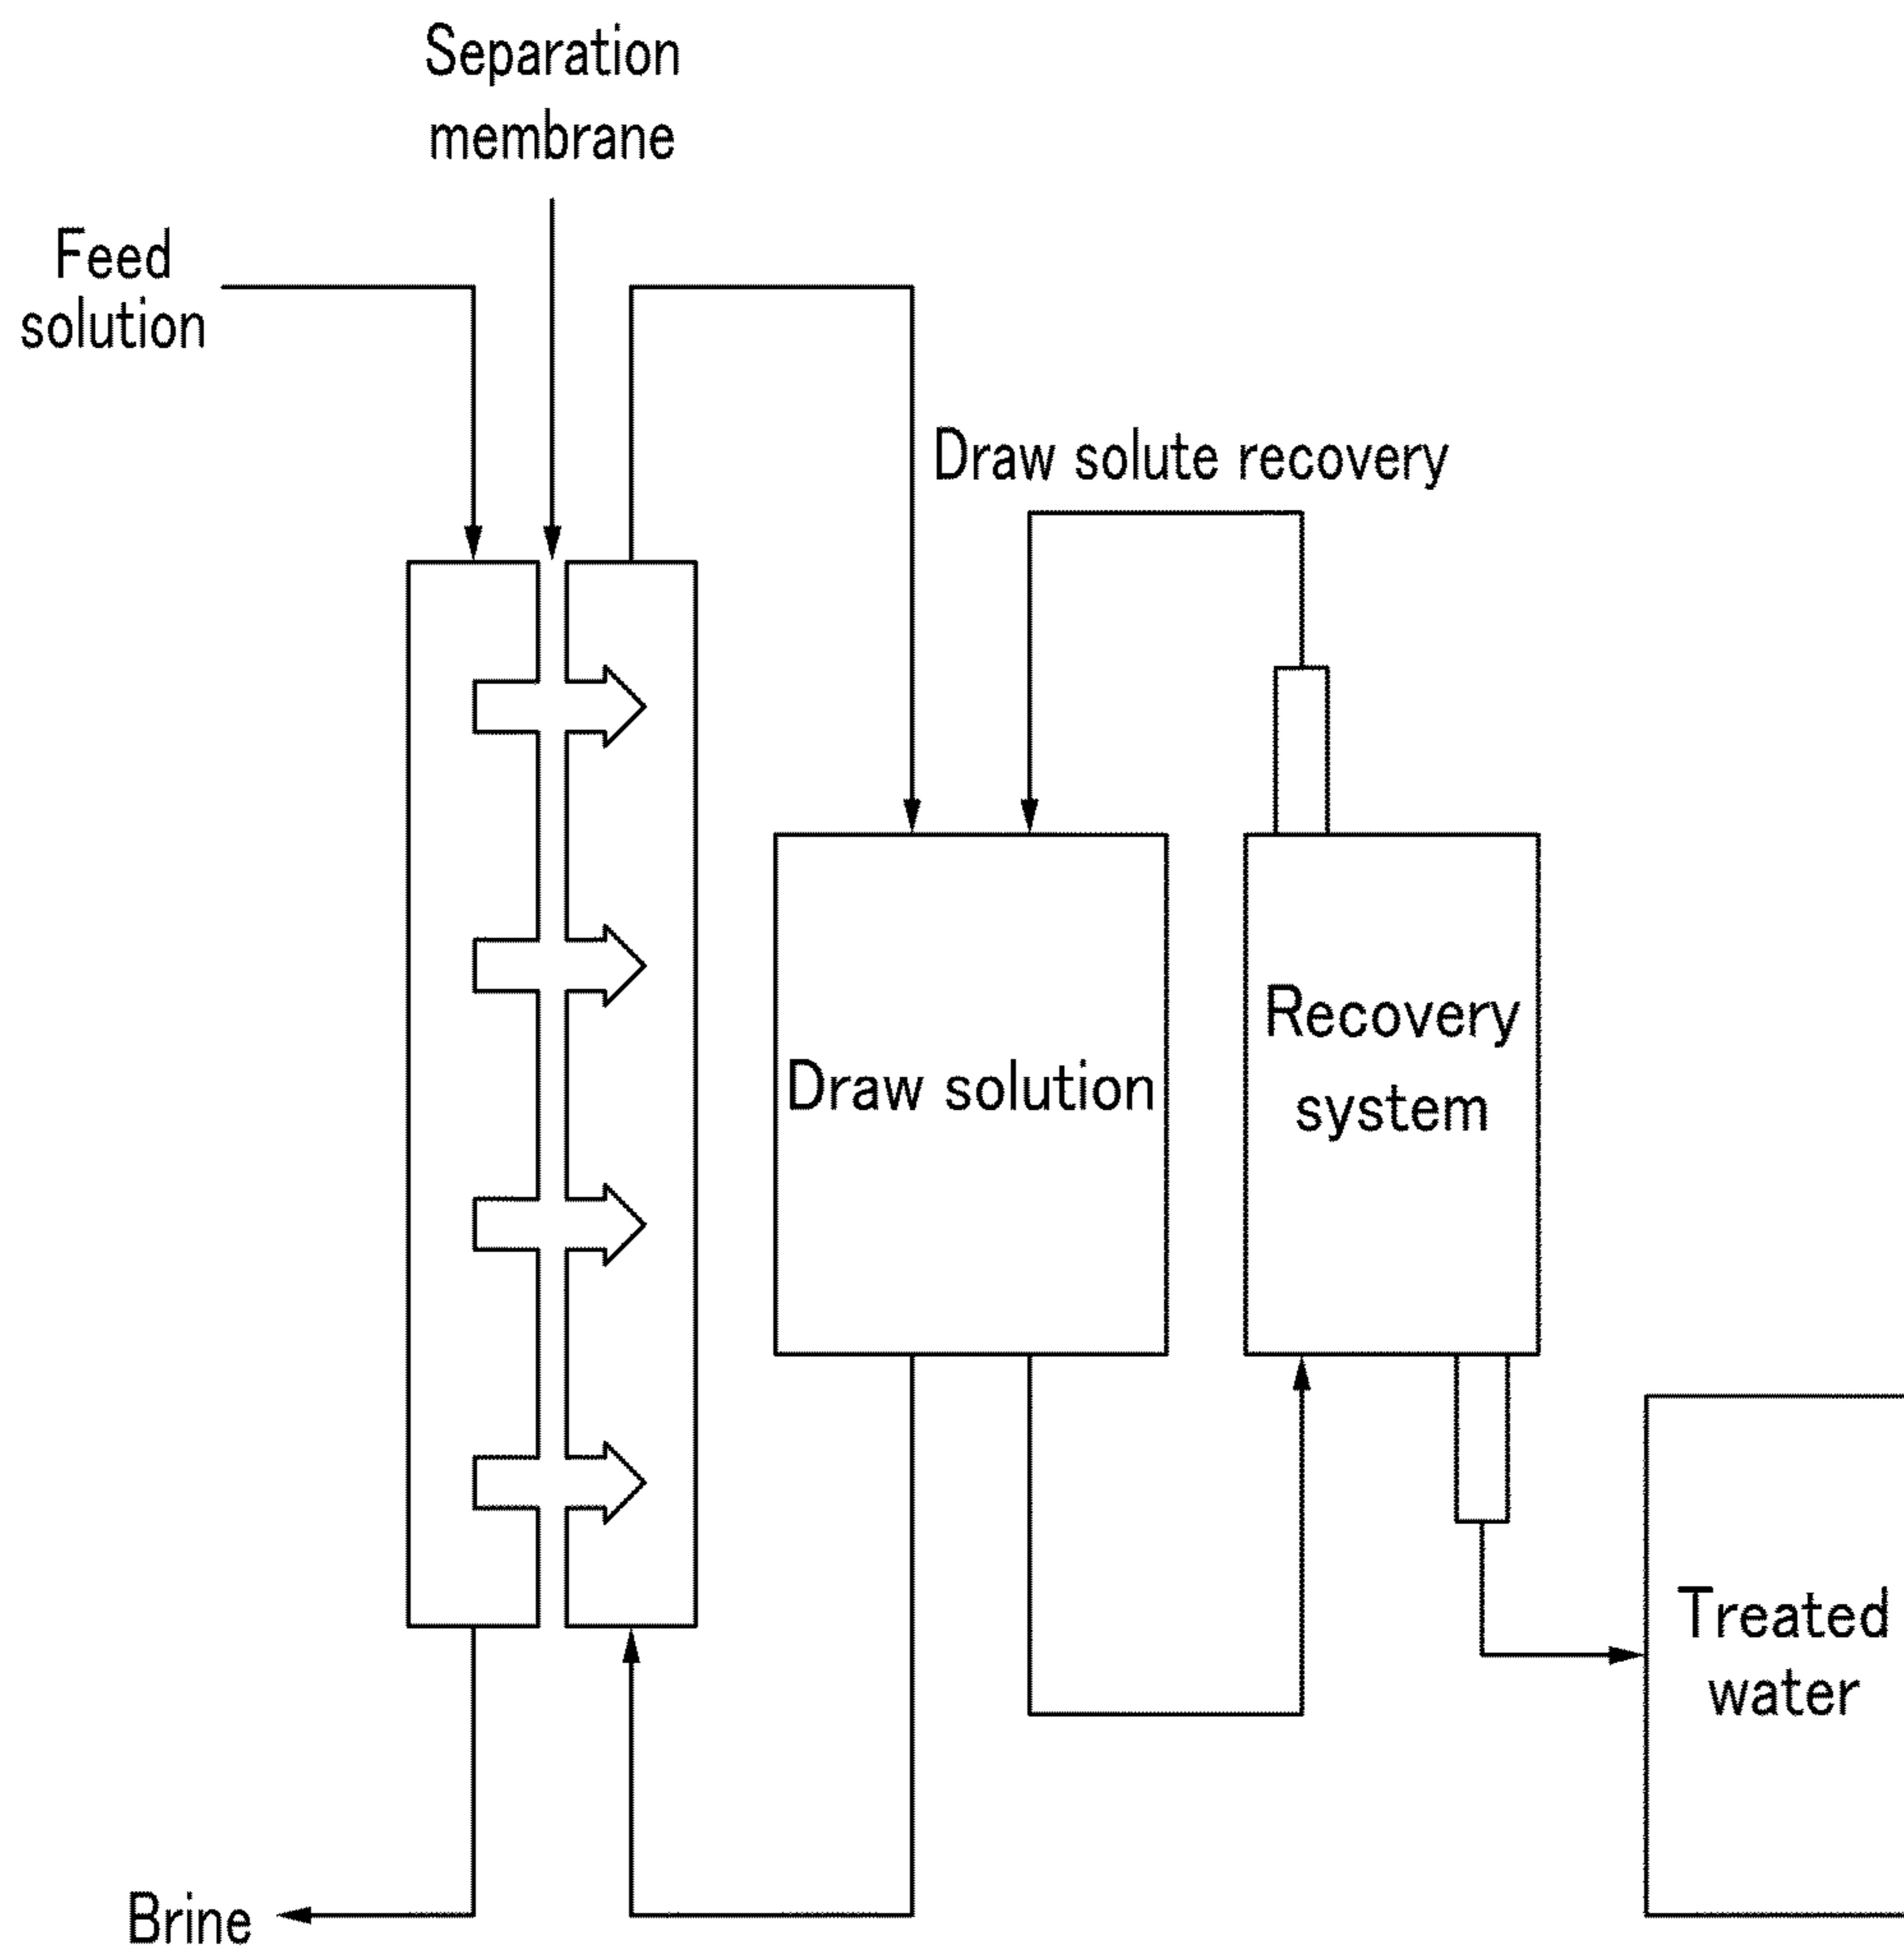 Separation
membrane
Feed
solution
Draw solute recovery
Draw solution
Recovery
system
Treated
water
Brine